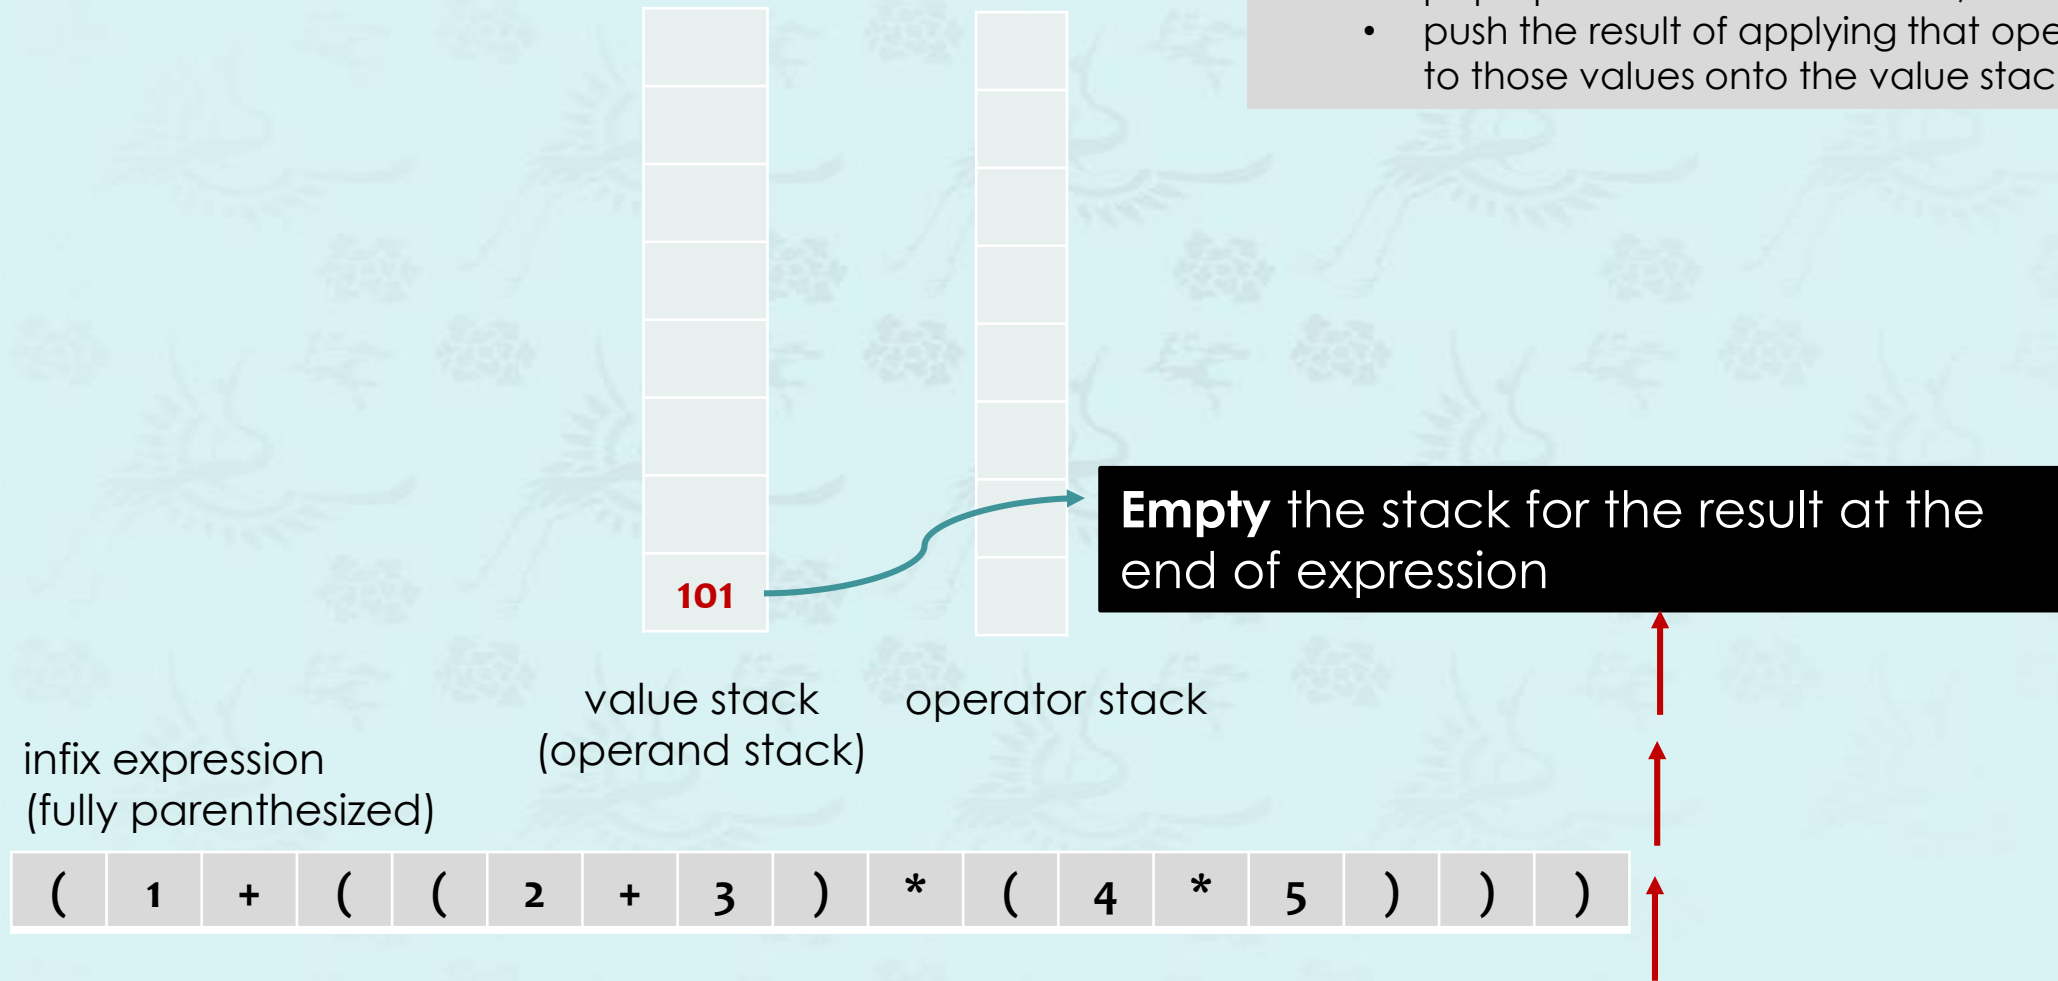 • push the result of applying that ope
to those values onto the value stac
Empty the stack for the result at the
end of expression
101
value stack
(operand stack)
operator stack
infix expression
(fully parenthesized)
( 1 + ( ( 2 + 3 ) * ( 4 * 5 ) ) )